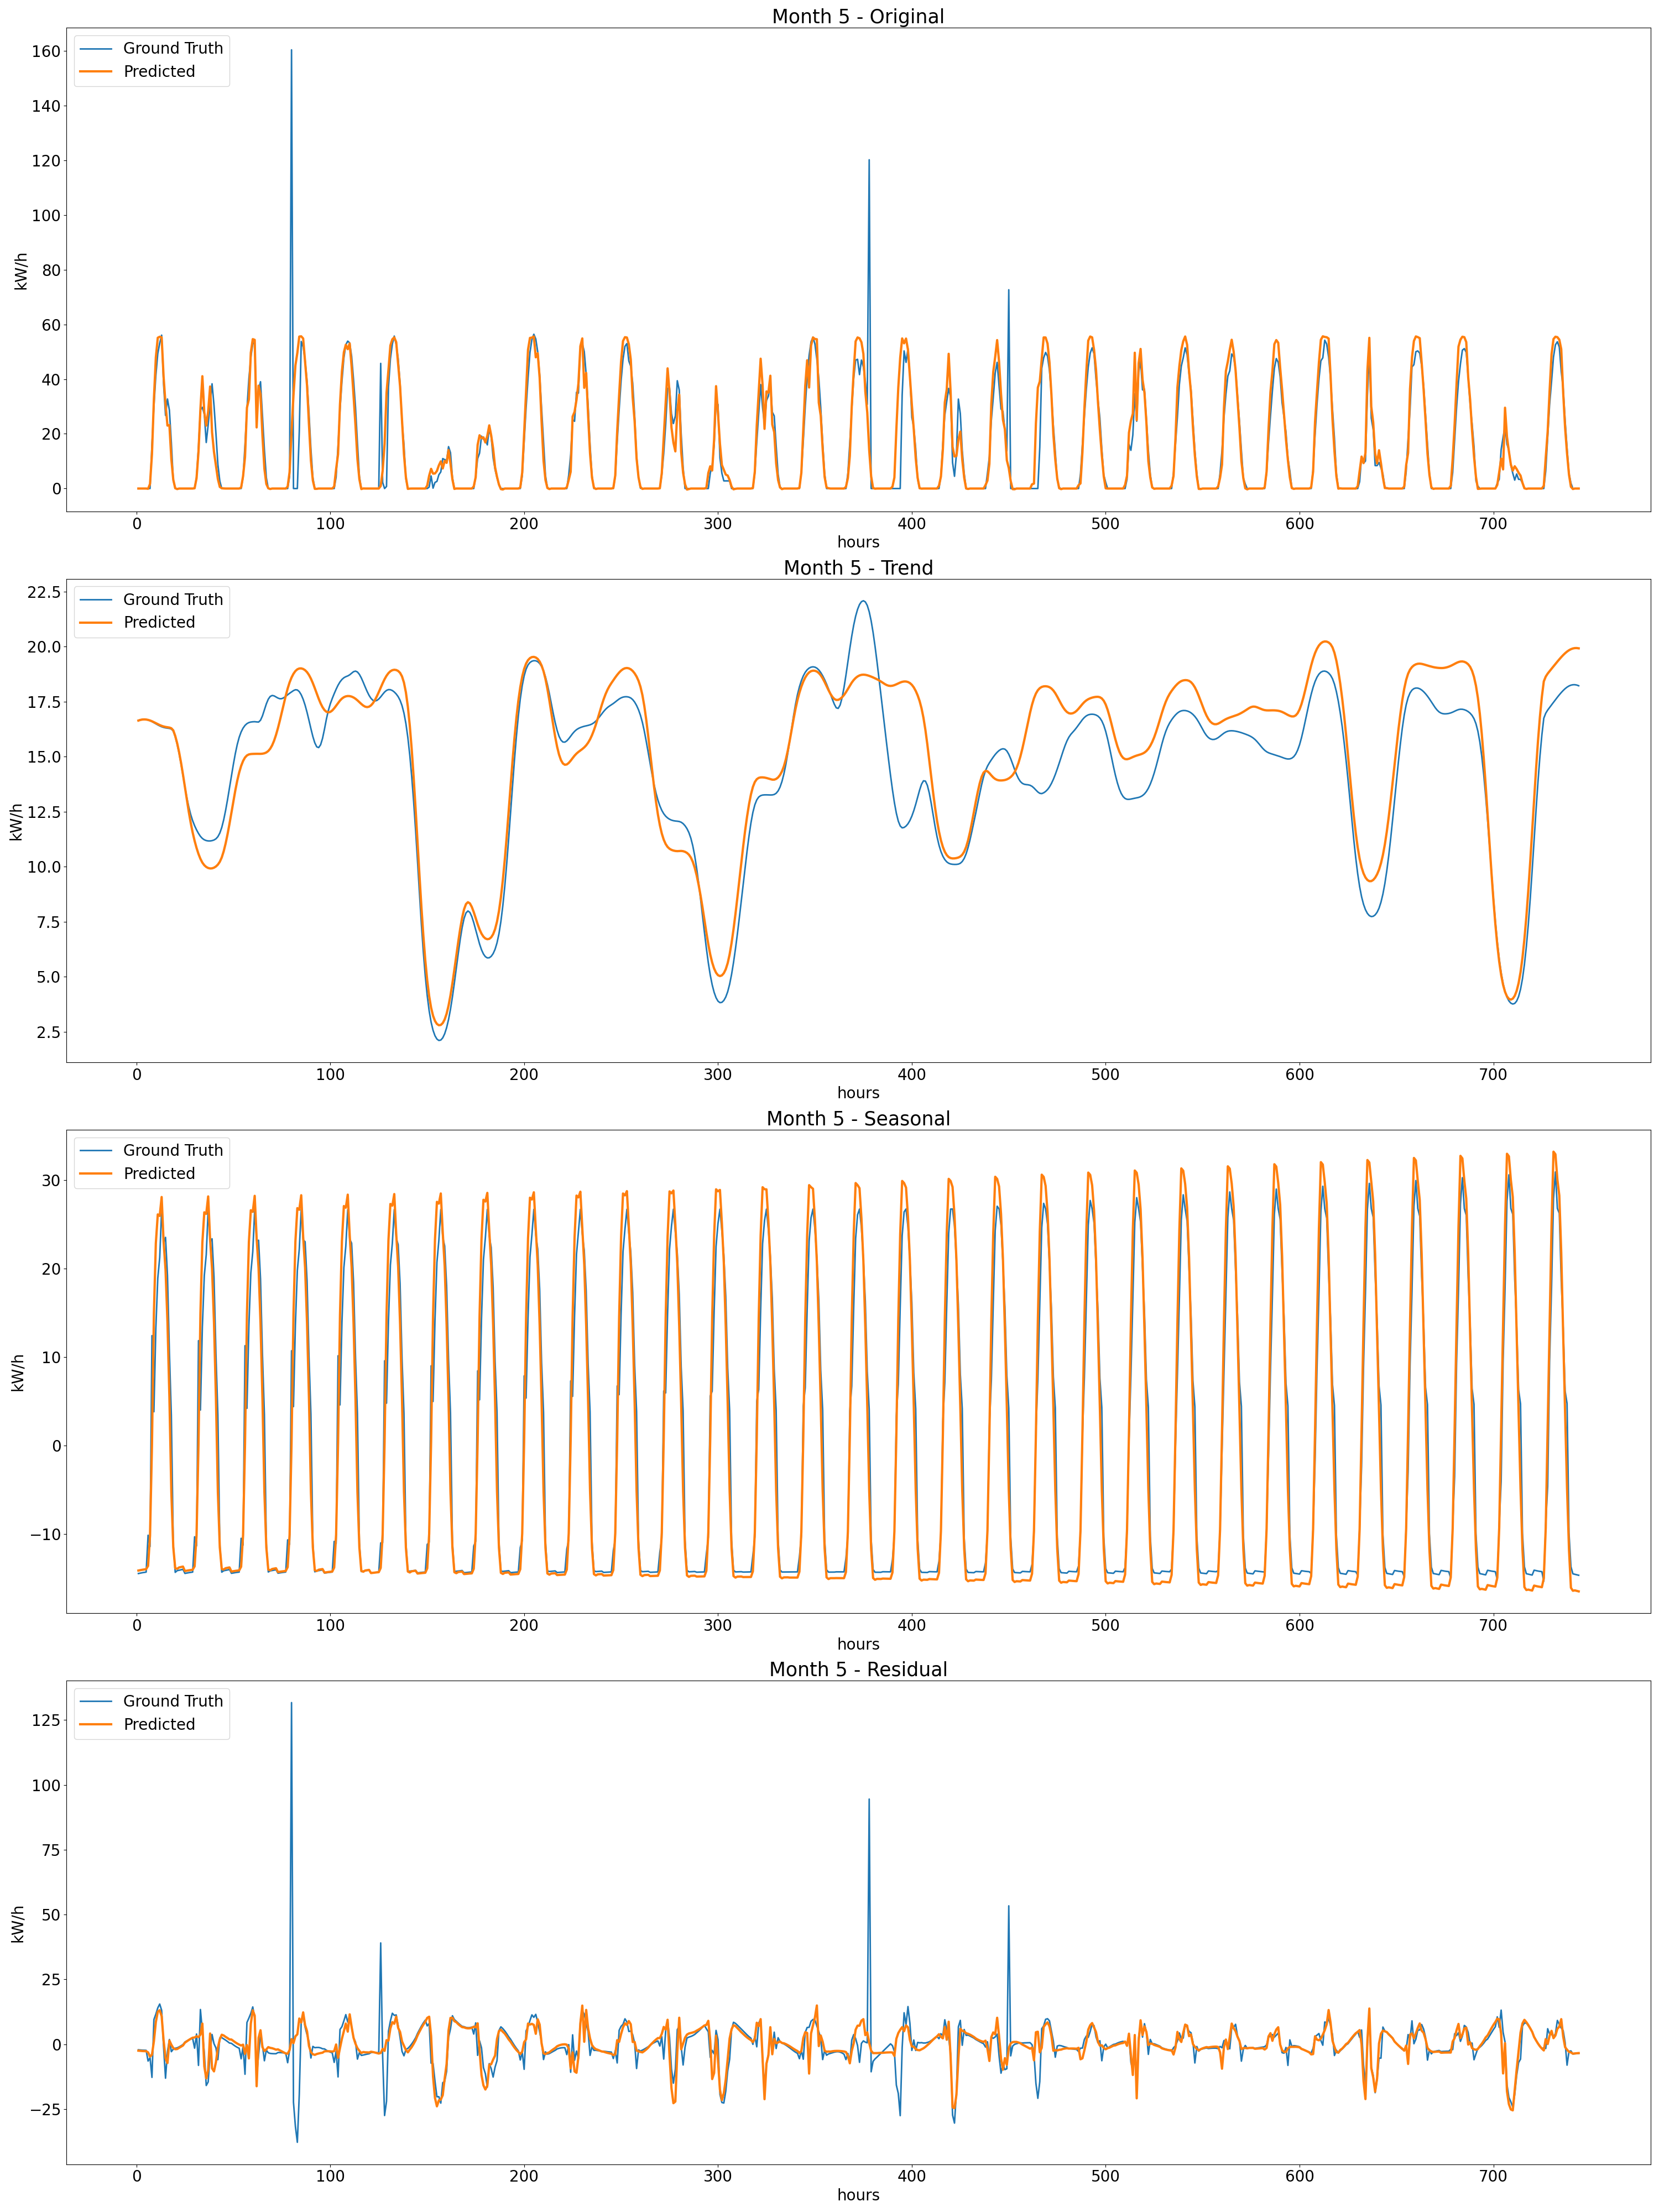 Month 5 - Original
Ground Truth
Predicted
160
140
120
100
80
60
40
20
0
kW/h
0 100 200 300 400 500 600 700
hours
Month 5 - Trend
Ground Truth
Predicted
22.5
20.0
17.5
15.0
12.5
10.0
7.5
5.0
2.5
kW/h
0 100 200 300 400 500 600 700
hours
Month 5 - Seasonal
Ground Truth
Predicted
30
20
10
0
−10
kW/h
0 100 200 300 400 500 600 700
hours
Month 5 - Residual
Ground Truth
Predicted
125
100
75
50
25
0
−25
kW/h
0 100 200 300 400 500 600 700
hours